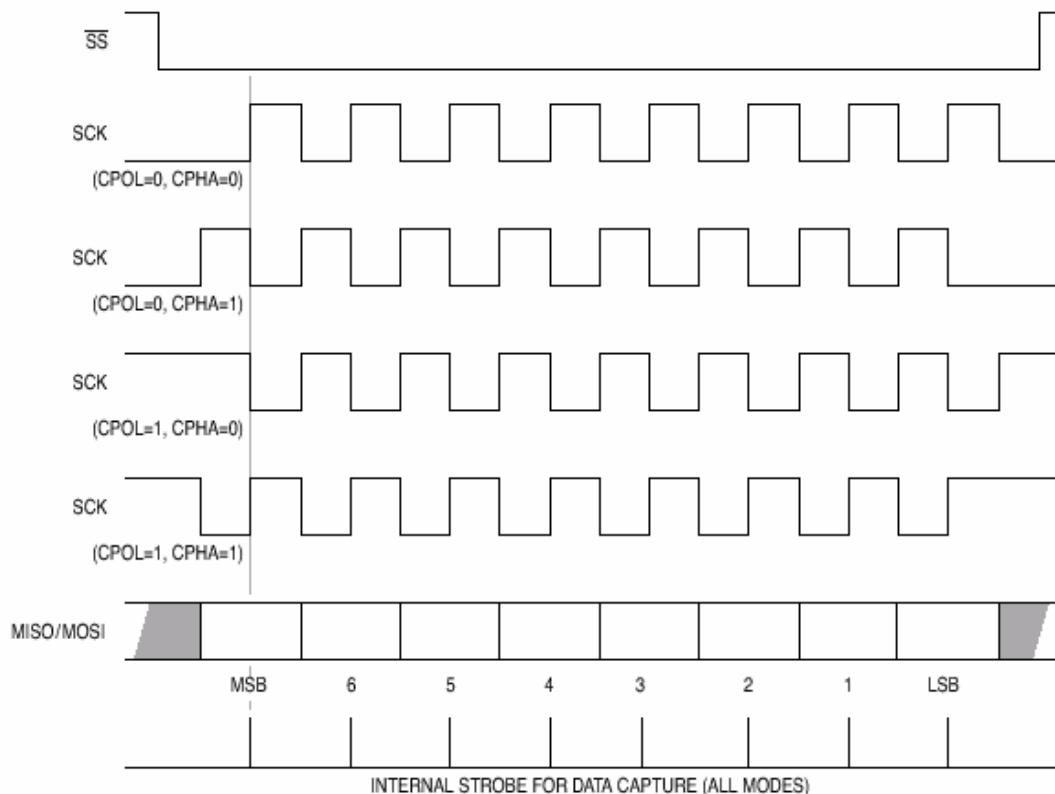 SS
SCK
(CPOL=0, CPHA=0)
SCK
(CPOL=0, CPHA=1)
SCK
(CPOL=1, CPHA=0)
SCK
(CPOL=1, CPHA=1)
MISO/MOSI
MSB 6 5 4 3 2 1 LSB
INTERNAL STROBE FOR DATA CAPTURE (ALL MODES)